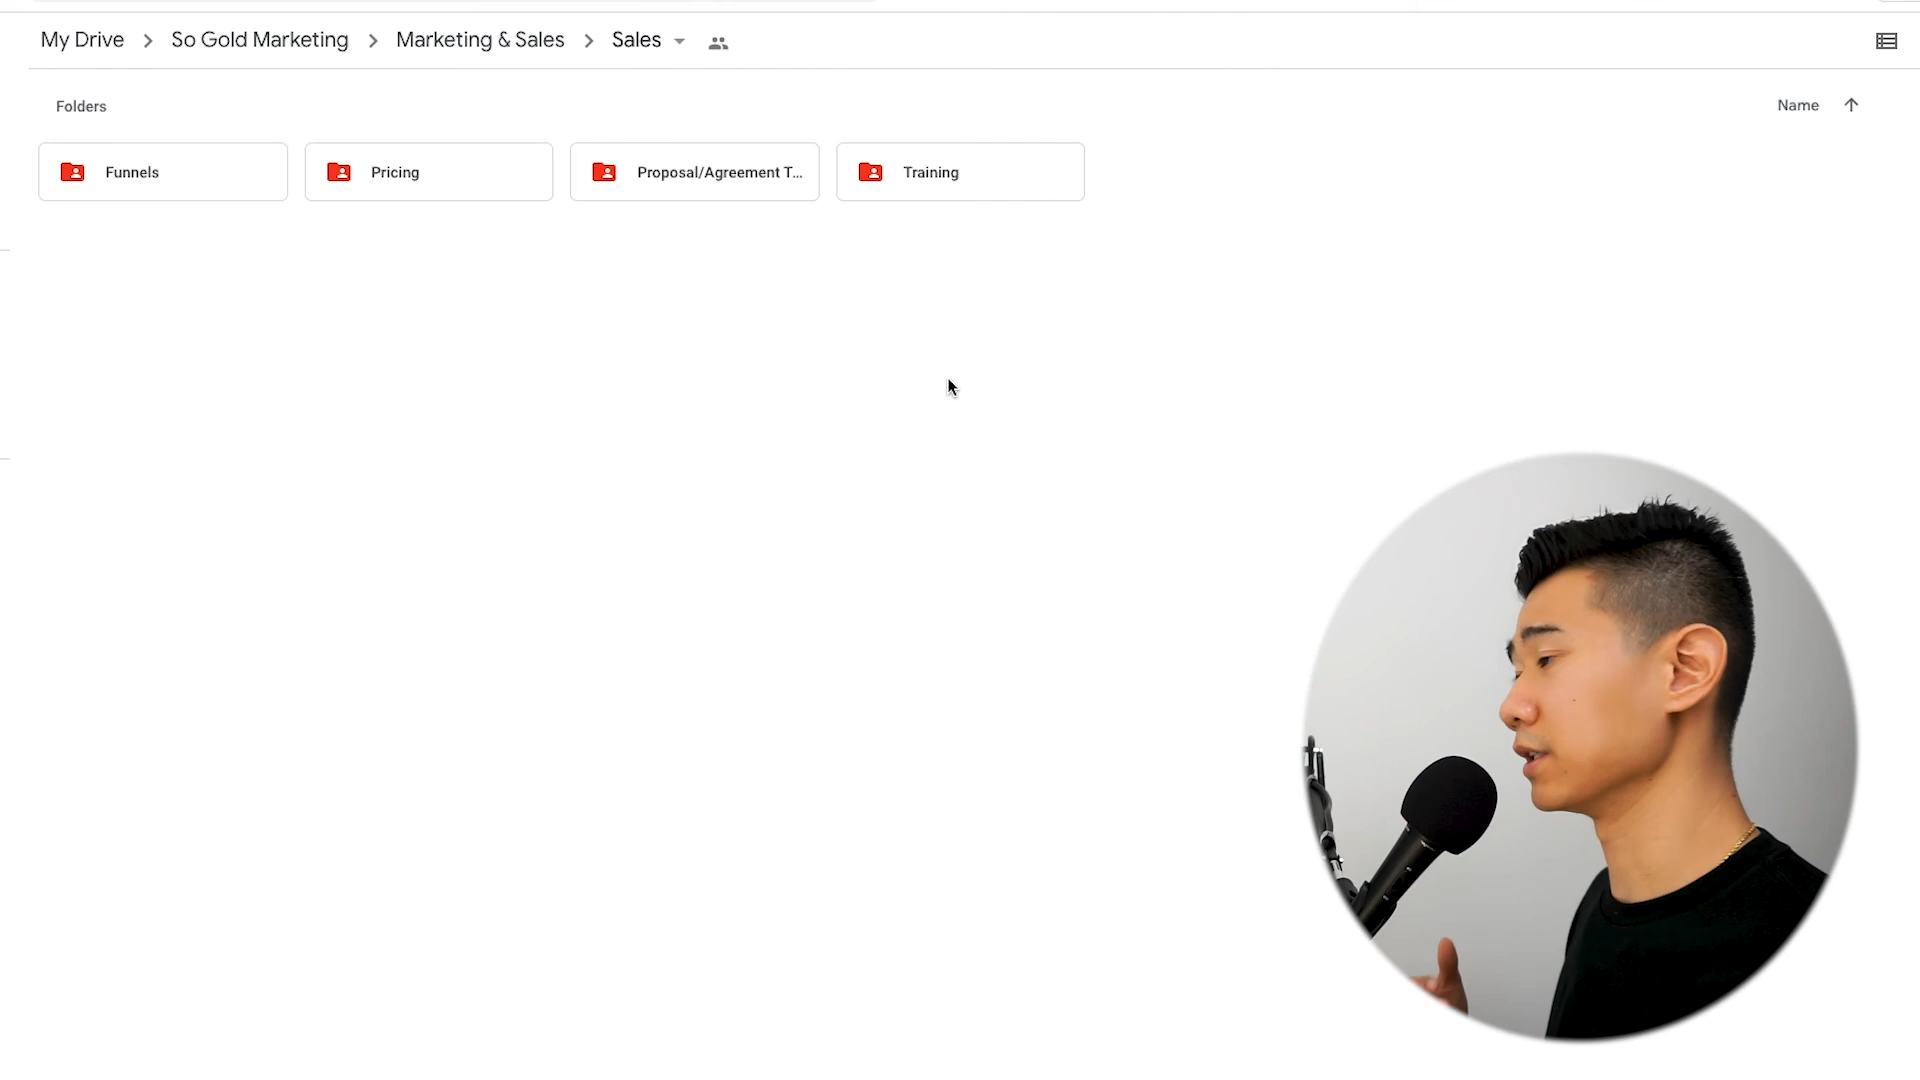 My Drive > So Gold Marketing > Marketing & Sales > Sales
Folders
Name
Funnels
Pricing
Proposal/Agreement T...
Training